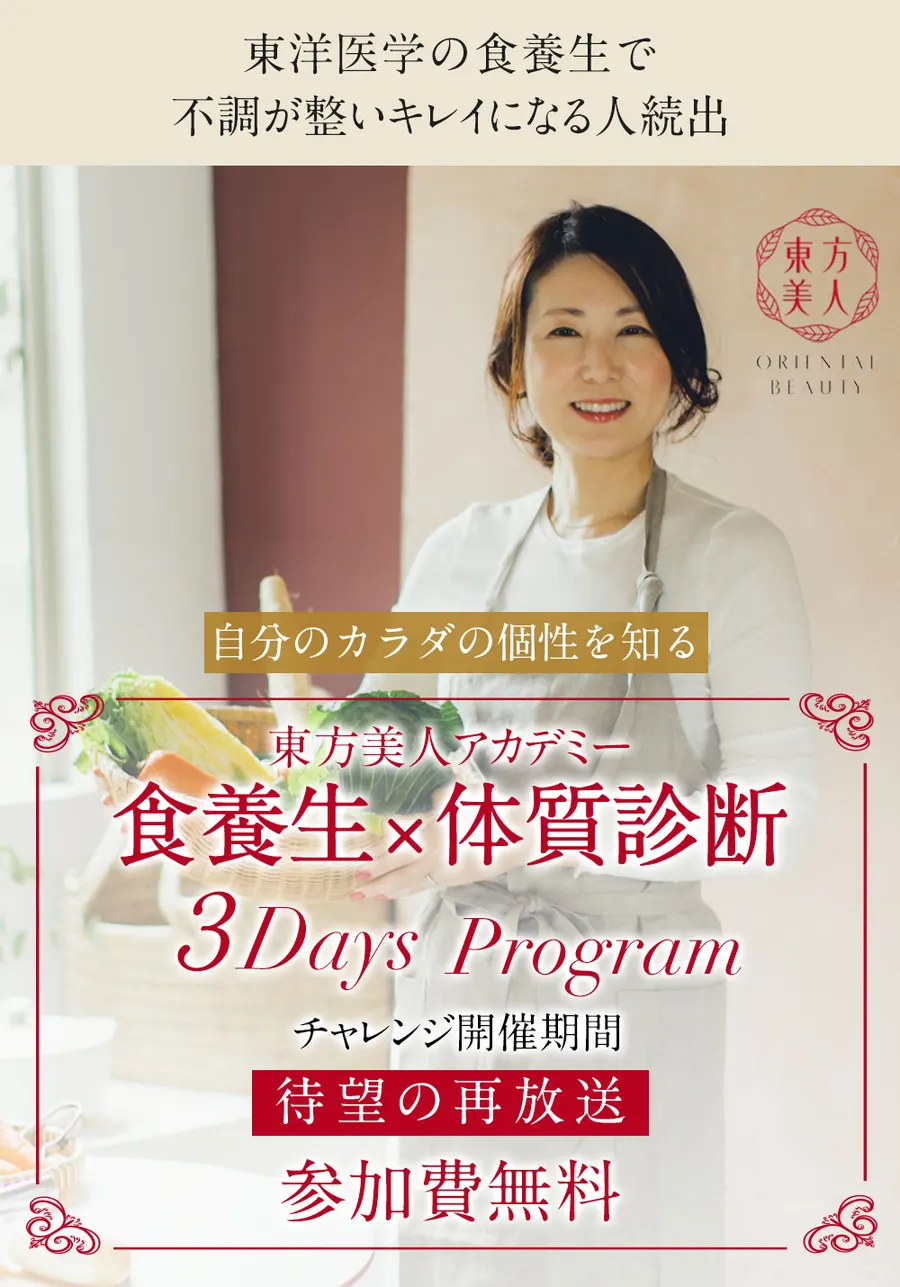 東洋医学の食養生で
不調が整いキレイになる人続出
東方
美人
ORIENTAL
BEAUTY
自分のカラダの個性を知る
東方美人アカデミー
食養生×体質診断
3Days Program
チャレンジ開催期間
待望の再放送
参加費無料